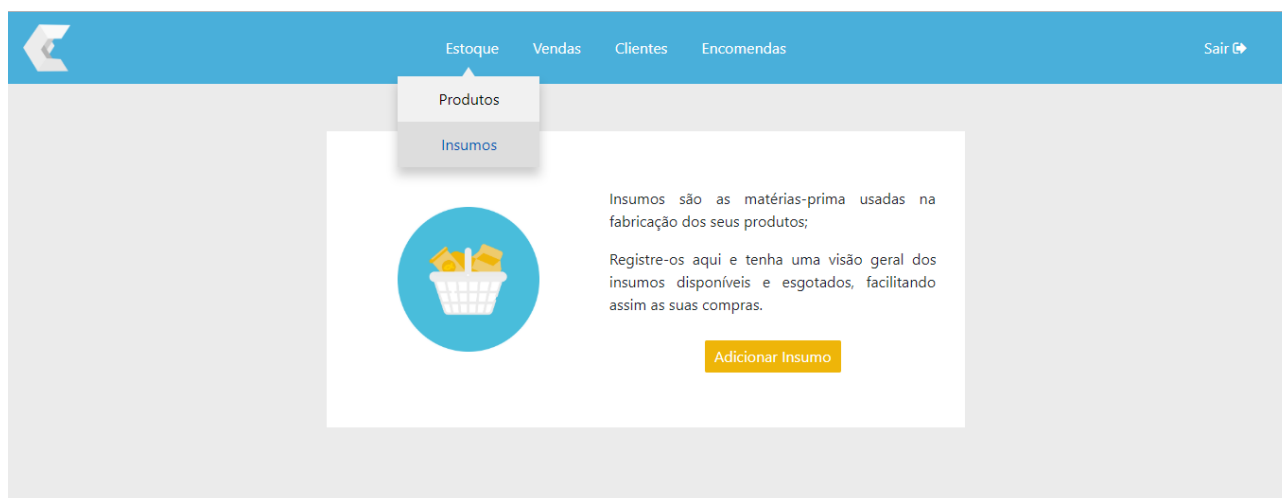 Estoque Vendas Clientes Encomendas Sair
Produtos
Insumos
Insumos são as matérias-prima usadas na
fabricação dos seus produtos;
Registre-os aqui e tenha uma visão geral dos
insumos disponíveis e esgotados, facilitando
assim as suas compras.
Adicionar Insumo